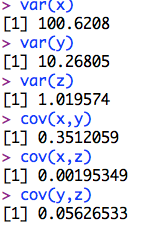 > var(x)
[1] 100.6208
> var(y)
[1] 10.26805
> var(z)
[1] 1.019574
> cov(x,y)
[1] 0.3512059
> cov(x,z)
[1] 0.00195349
> cov(y,z)
[1] 0.05626533